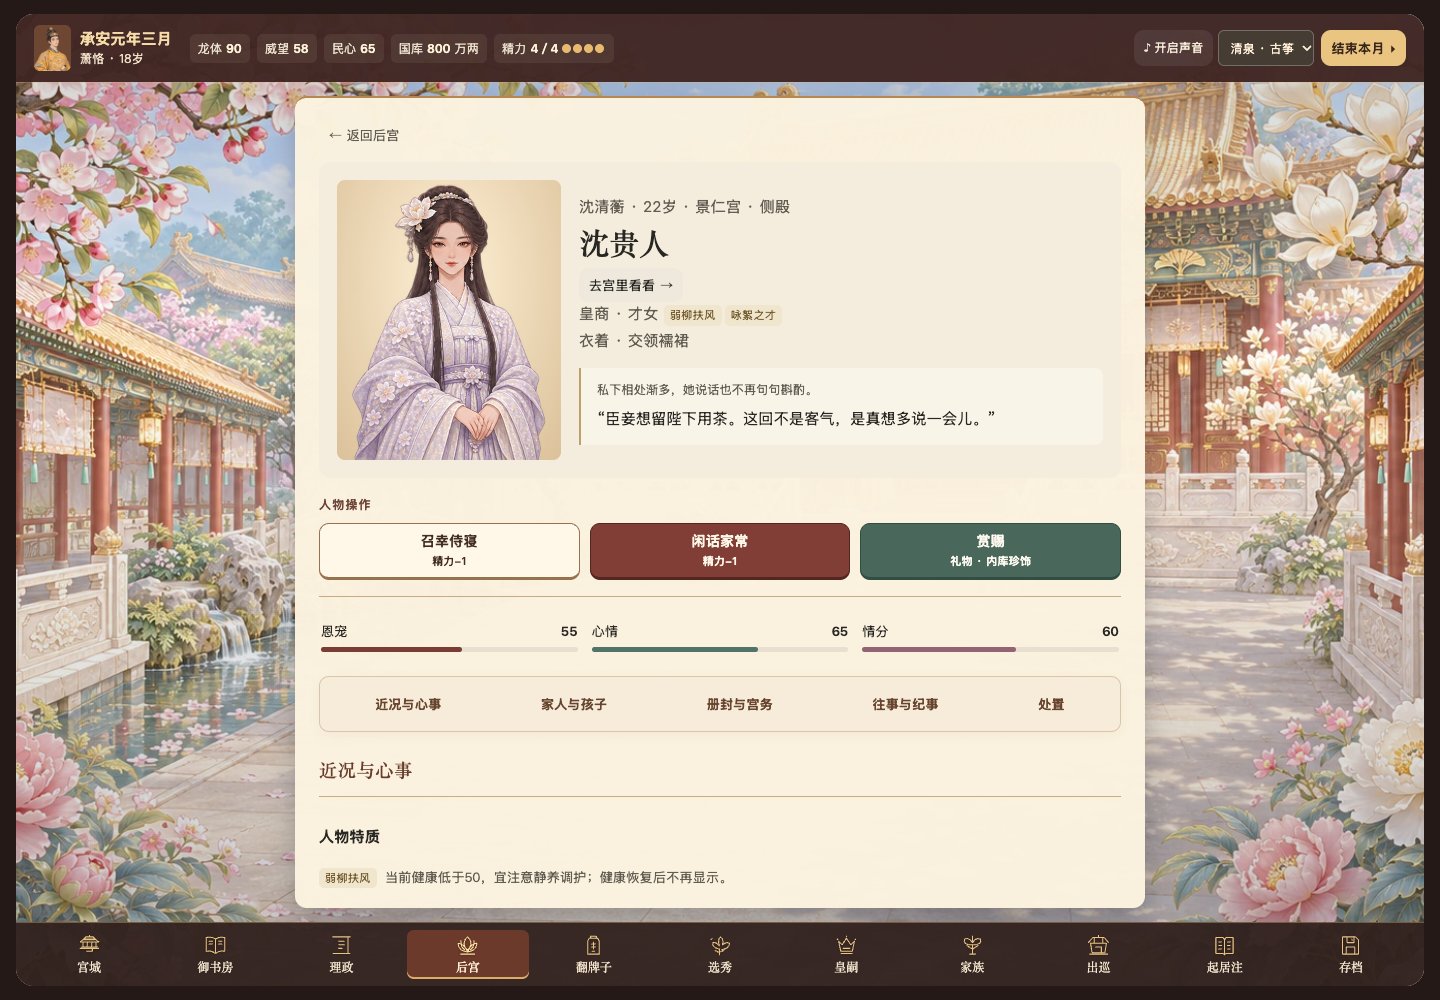 承安元年三月
萧恪 · 18岁
龙体 90
威望 58
民心 65
国库 800 万两
精力 4 / 4
♪ 开启声音
清泉 · 古筝
结束本月
← 返回后宫
沈清蘅 · 22岁 · 景仁宫 · 侧殿
沈贵人
去宫里看看 →
皇商 · 才女 弱柳扶风 咏絮之才
衣着 · 交领襦裙
私下相处渐多，她说话也不再句句斟酌。
“臣妾想留陛下用茶。这回不是客气，是真想多说一会儿。”
人物操作
召幸侍寝
精力−1
闲话家常
精力−1
赏赐
礼物 · 内库珍饰
恩宠 55
心情 65
情分 60
近况与心事
家人与孩子
册封与宫务
往事与纪事
处置
近况与心事
人物特质
弱柳扶风 当前健康低于50，宜注意静养调护；健康恢复后不再显示。
宫城
御书房
理政
后宫
翻牌子
选秀
皇嗣
家族
出巡
起居注
存档